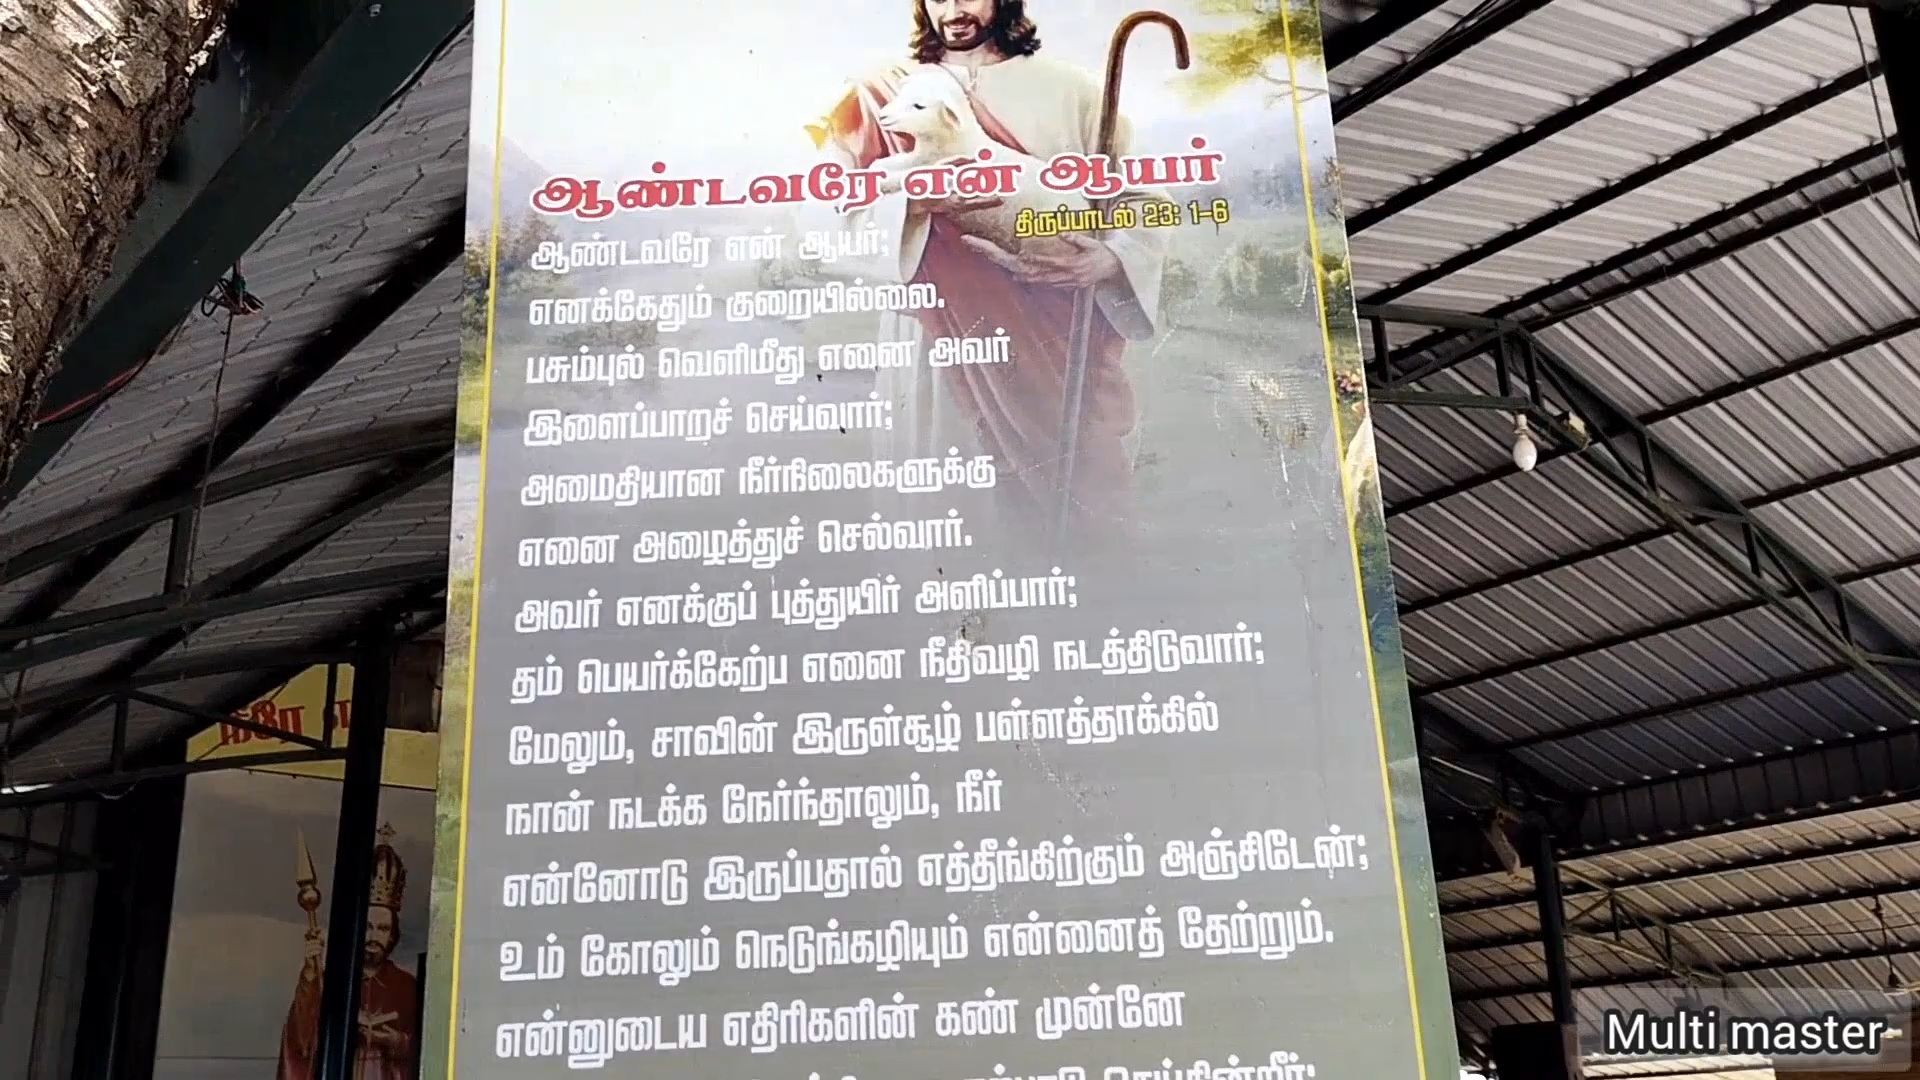 ஆண்டவரே என் ஆயர்
திருப்பாடல் 23: 1-6
ஆண்டவரே என் ஆயர்;
எனக்கேதும் குறையில்லை.
பசும்புல் வெளிமீது எனை அவர்
இளைப்பாறச் செய்வார்;
அமைதியான நீர்நிலைகளுக்கு
எனை அழைத்துச் செல்வார்.
அவர் எனக்குப் புத்துயிர் அளிப்பார்;
தம் பெயர்க்கேற்ப எனை நீதிவழி நடத்திடுவார்;
மேலும், சாவின் இருள்சூழ் பள்ளத்தாக்கில்
நான் நடக்க நேர்ந்தாலும், நீர்
என்னோடு இருப்பதால் எத்தீங்கிற்கும் அஞ்சிடேன்;
உம் கோலும் நெடுங்கழியும் என்னைத் தேற்றும்.
என்னுடைய எதிரிகளின் கண் முன்னே
செய்கின்றீர்;
Multi master